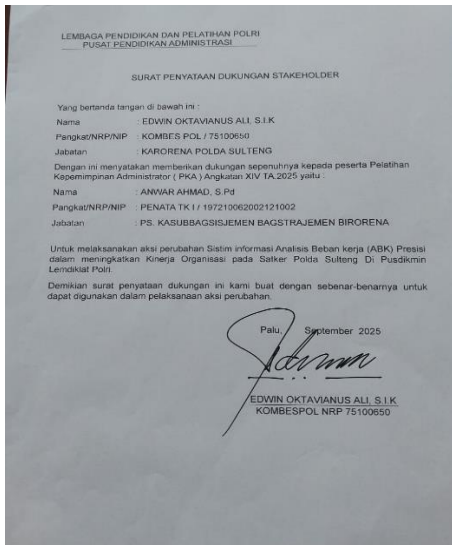 LEMBAGA PENDIDIKAN DAN PELATIHAN POLRI
PUSAT PENDIDIKAN ADMINISTRASI
SURAT PENYATAAN DUKUNGAN STAKEHOLDER
Yang bertanda tangan di bawah ini :
Nama : EDWIN OKTAVIANUS ALI, S.I.K
Pangkat/NRP/NIP : KOMBES POL / 75100650
Jabatan : KARORENA POLDA SULTENG
Dengan ini menyatakan memberikan dukungan sepenuhnya kepada peserta Pelatihan
Kepemimpinan Administrator ( PKA ) Angkatan XIV TA.2025 yaitu :
Nama : ANWAR AHMAD, S.Pd
Pangkat/NRP/NIP : PENATA TK I / 197210062002121002
Jabatan : PS. KASUBBAGSISJEMEN BAGSTRAJEMEN BIRORENA
Untuk melaksanakan aksi perubahan Sistim informasi Analisis Beban kerja (ABK) Presisi
dalam meningkatkan Kinerja Organisasi pada Satker Polda Sulteng Di Pusdikmin
Lemdiklat Polri.
Demikian surat penyataan dukungan ini kami buat dengan sebenar-benarnya untuk
dapat digunakan dalam pelaksanaan aksi perubahan.
Palu, September 2025
EDWIN OKTAVIANUS ALI, S.I.K
KOMBESPOL NRP 75100650